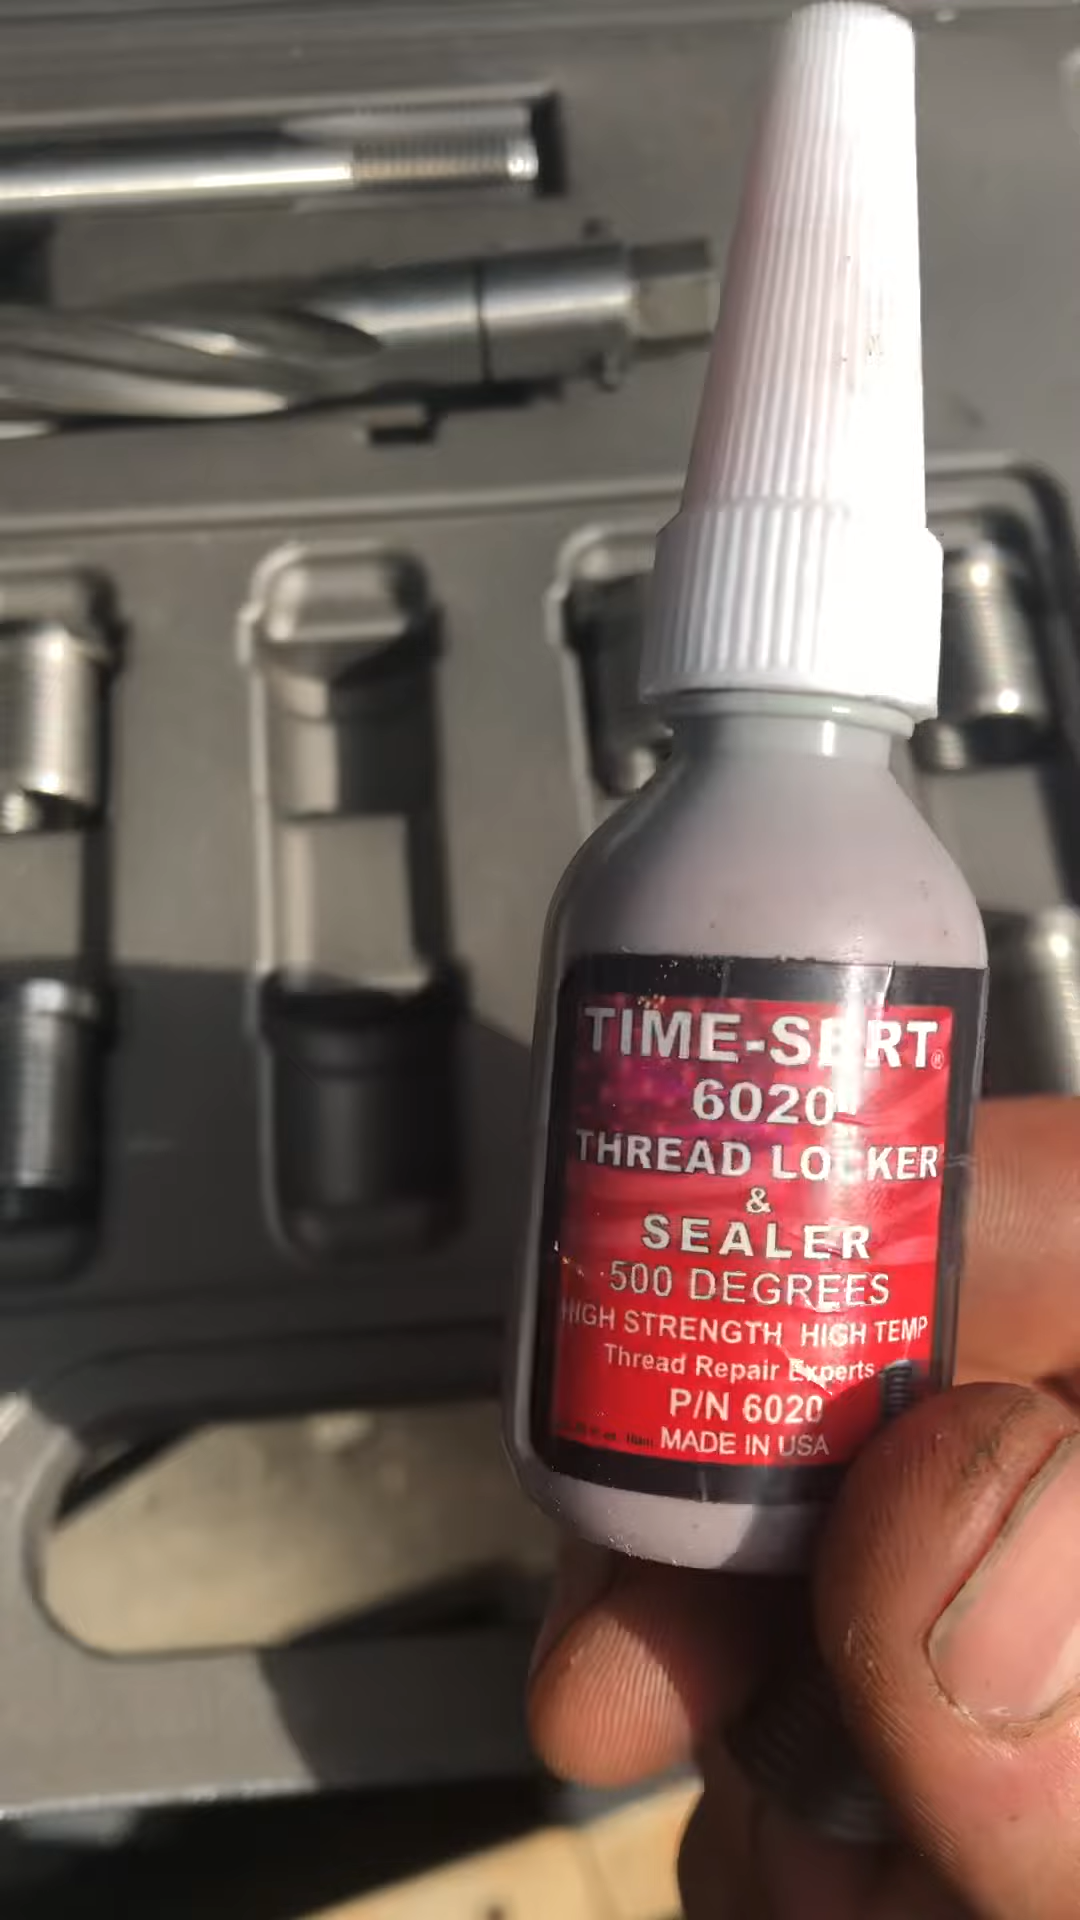 TIME-SERT®
6020
THREAD LOCKER
&
SEALER
500 DEGREES
HIGH STRENGTH HIGH TEMP
Thread Repair Experts
P/N 6020
MADE IN USA